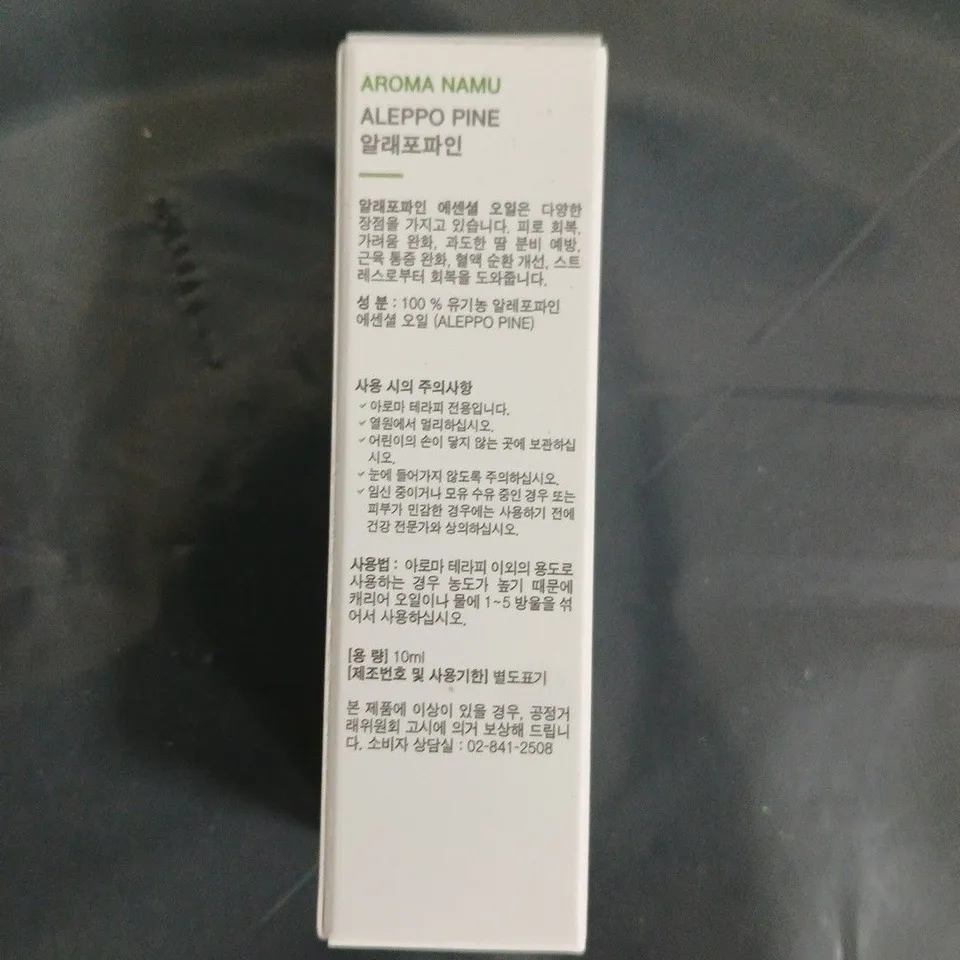 AROMA NAMU
ALEPPO PINE
알래포파인
알래포파인 에센셜 오일은 다양한
장점을 가지고 있습니다. 피로 회복,
가려움 완화, 과도한 땀 분비 예방,
근육 통증 완화, 혈액 순환 개선, 스트
레스로부터 회복을 도와줍니다.
성 분 : 100 % 유기농 알레포파인
에센셜 오일 (ALEPPO PINE)
사용 시의 주의사항
✓ 아로마 테라피 전용입니다.
✓ 열원에서 멀리하십시오.
✓ 어린이의 손이 닿지 않는 곳에 보관하십
시오.
✓ 눈에 들어가지 않도록 주의하십시오.
✓ 임신 중이거나 모유 수유 중인 경우 또는
피부가 민감한 경우에는 사용하기 전에
건강 전문가와 상의하십시오.
사용법 : 아로마 테라피 이외의 용도로
사용하는 경우 농도가 높기 때문에
캐리어 오일이나 물에 1~5 방울을 섞
어서 사용하십시오.
[용 량] 10ml
[제조번호 및 사용기한] 별도표기
본 제품에 이상이 있을 경우, 공정거
래위원회 고시에 의거 보상해 드립니
다. 소비자 상담실 : 02-841-2508